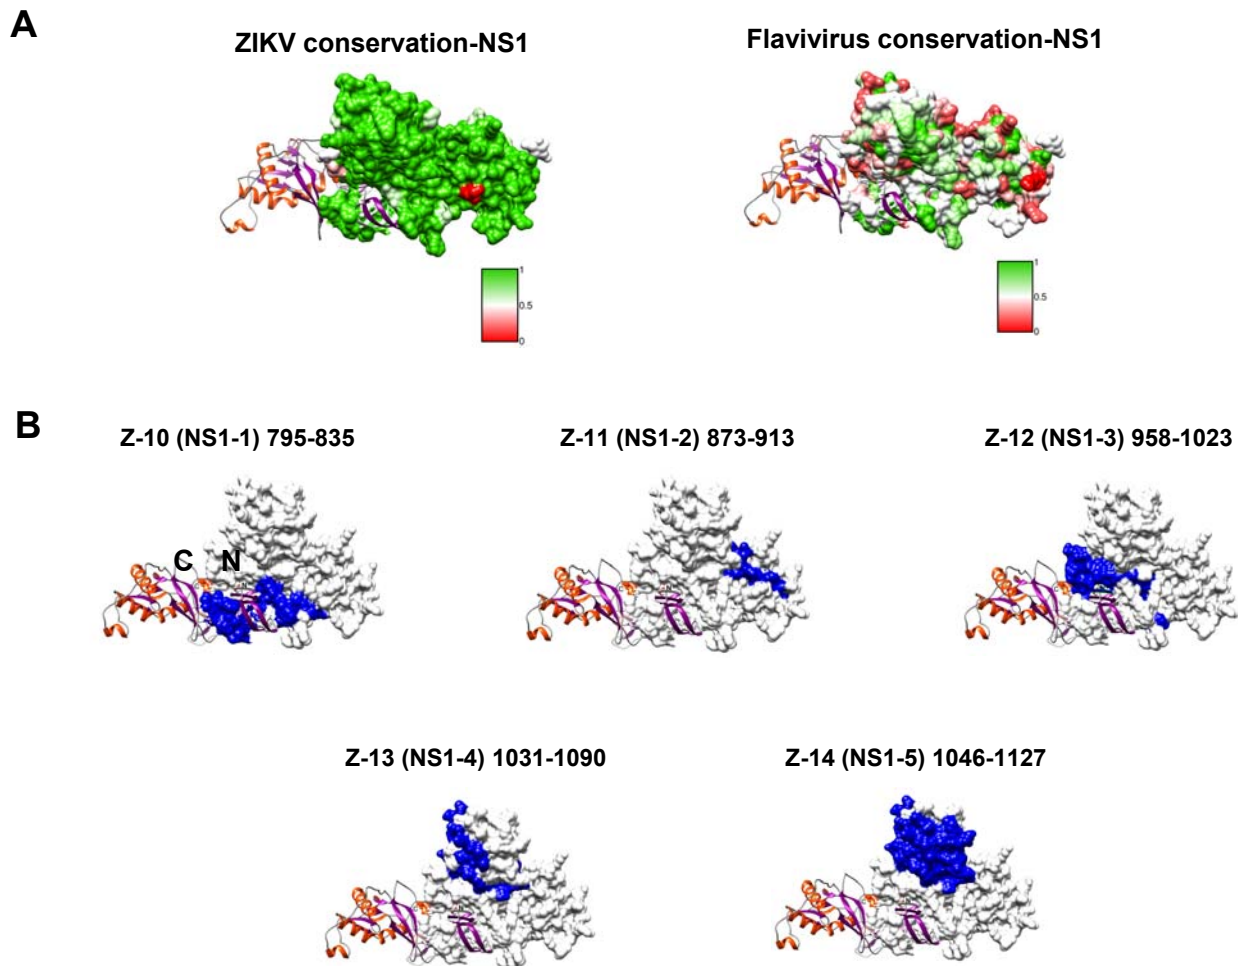 A
ZIKV conservation-NS1
Flavivirus conservation-NS1
1
0.5
0
1
0.5
0
B
Z-10 (NS1-1) 795-835
Z-11 (NS1-2) 873-913
Z-12 (NS1-3) 958-1023
C N
Z-13 (NS1-4) 1031-1090
Z-14 (NS1-5) 1046-1127